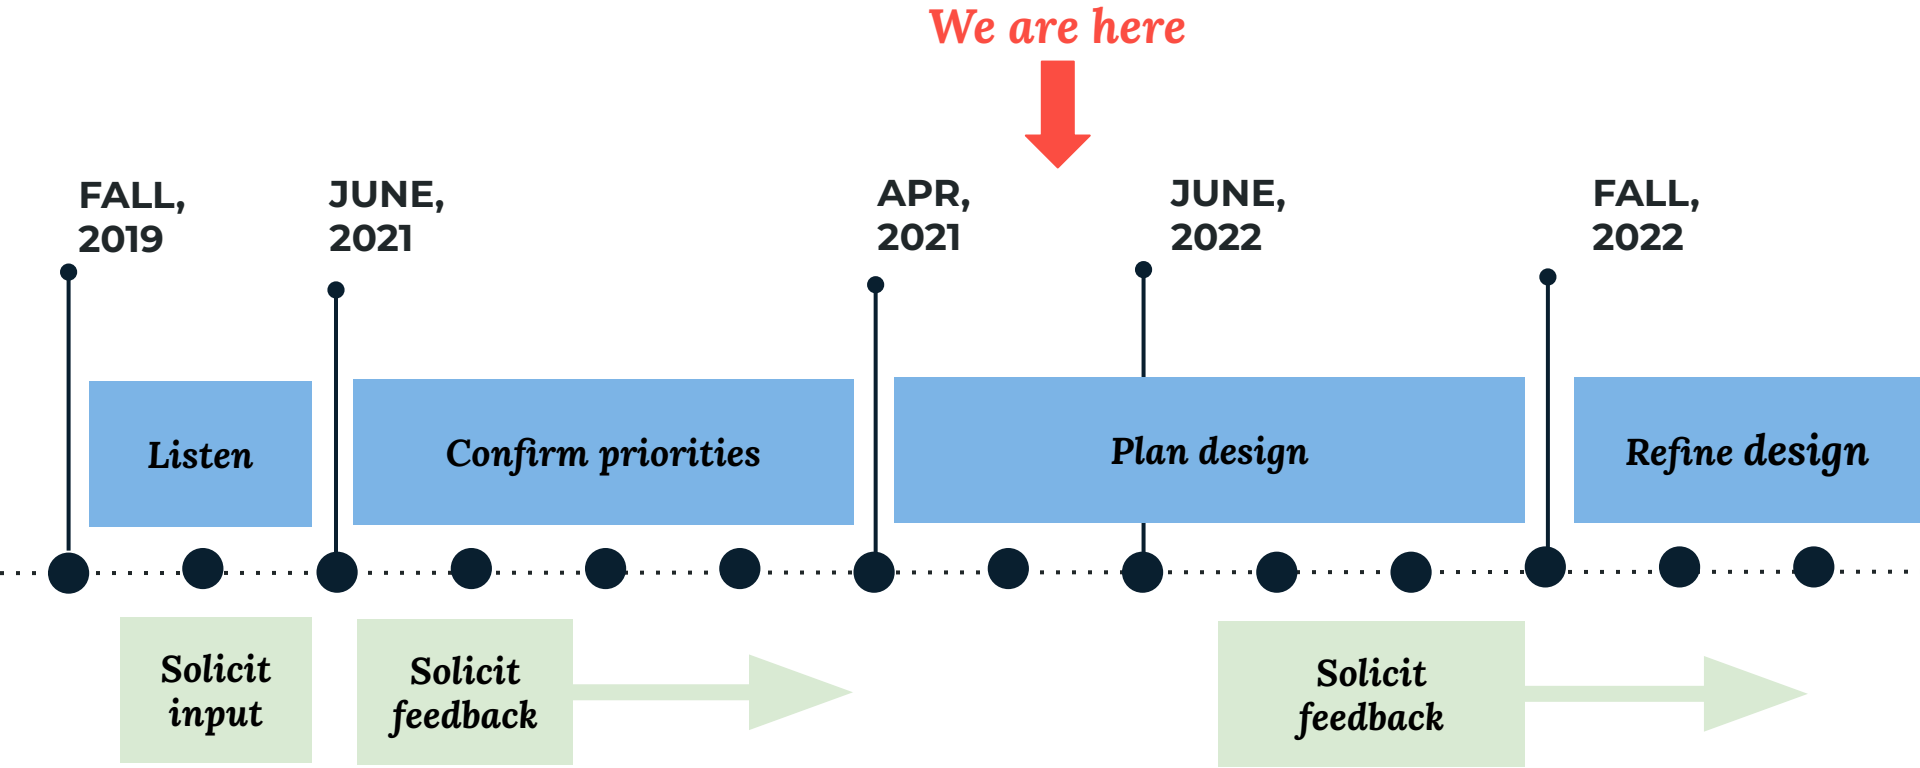 We are here
FALL,
2019
JUNE,
2021
APR,
2021
JUNE,
2022
FALL,
2022
Listen
Confirm priorities
Plan design
Refine design
Solicit
input
Solicit
feedback
Solicit
feedback